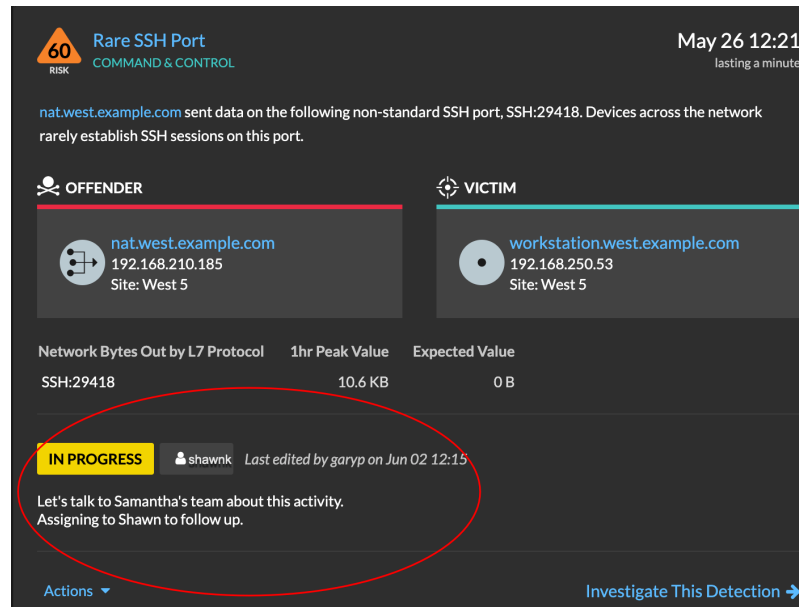 60
RISK
Rare SSH Port
COMMAND & CONTROL
May 26 12:21
lasting a minute
nat.west.example.com sent data on the following non-standard SSH port, SSH:29418. Devices across the network
rarely establish SSH sessions on this port.
OFFENDER
nat.west.example.com
192.168.210.185
Site: West 5
VICTIM
workstation.west.example.com
192.168.250.53
Site: West 5
Network Bytes Out by L7 Protocol 1hr Peak Value Expected Value
SSH:29418 10.6 KB 0 B
IN PROGRESS shawnk Last edited by garyp on Jun 02 12:15
Let's talk to Samantha's team about this activity.
Assigning to Shawn to follow up.
Actions
Investigate This Detection